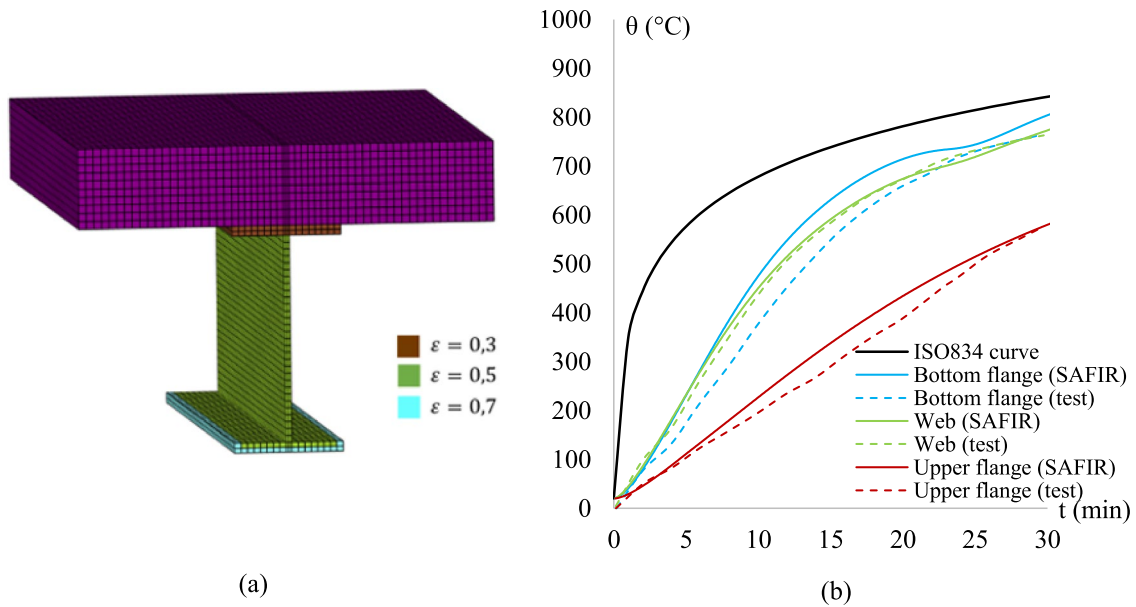 ε = 0,3
ε = 0,5
ε = 0,7
(a)
θ (°C)
1000
900
800
700
600
500
400
300
200
100
0
0 5 10 15 20 25 30
t (min)
ISO834 curve
Bottom flange (SAFIR)
Bottom flange (test)
Web (SAFIR)
Web (test)
Upper flange (SAFIR)
Upper flange (test)
(b)